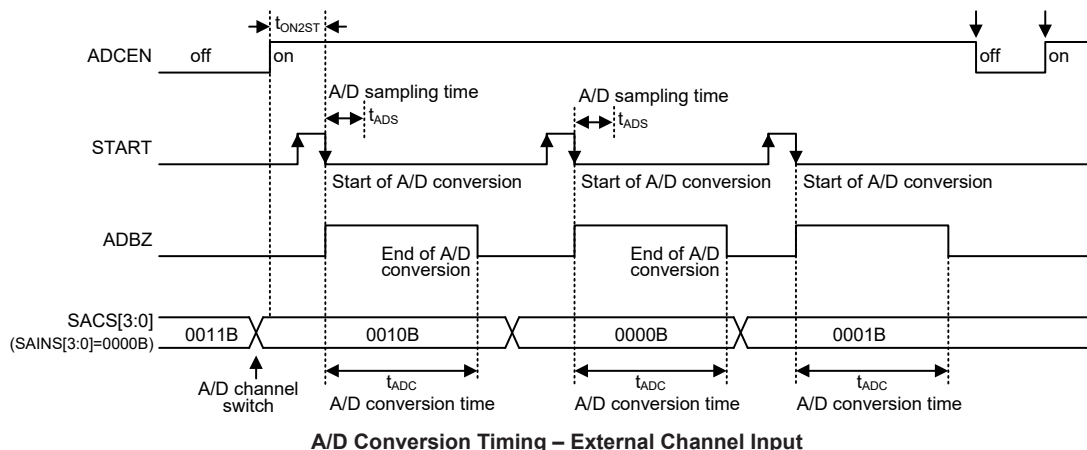 tON2ST
ADCEN
off
on
off
on
A/D sampling time
tADS
A/D sampling time
tADS
START
Start of A/D conversion
Start of A/D conversion
Start of A/D conversion
ADBZ
End of A/D
conversion
End of A/D
conversion
SACS[3:0]
(SAINS[3:0]=0000B)
0011B
0010B
0000B
0001B
A/D channel
switch
tADC
A/D conversion time
tADC
A/D conversion time
tADC
A/D conversion time
A/D Conversion Timing – External Channel Input